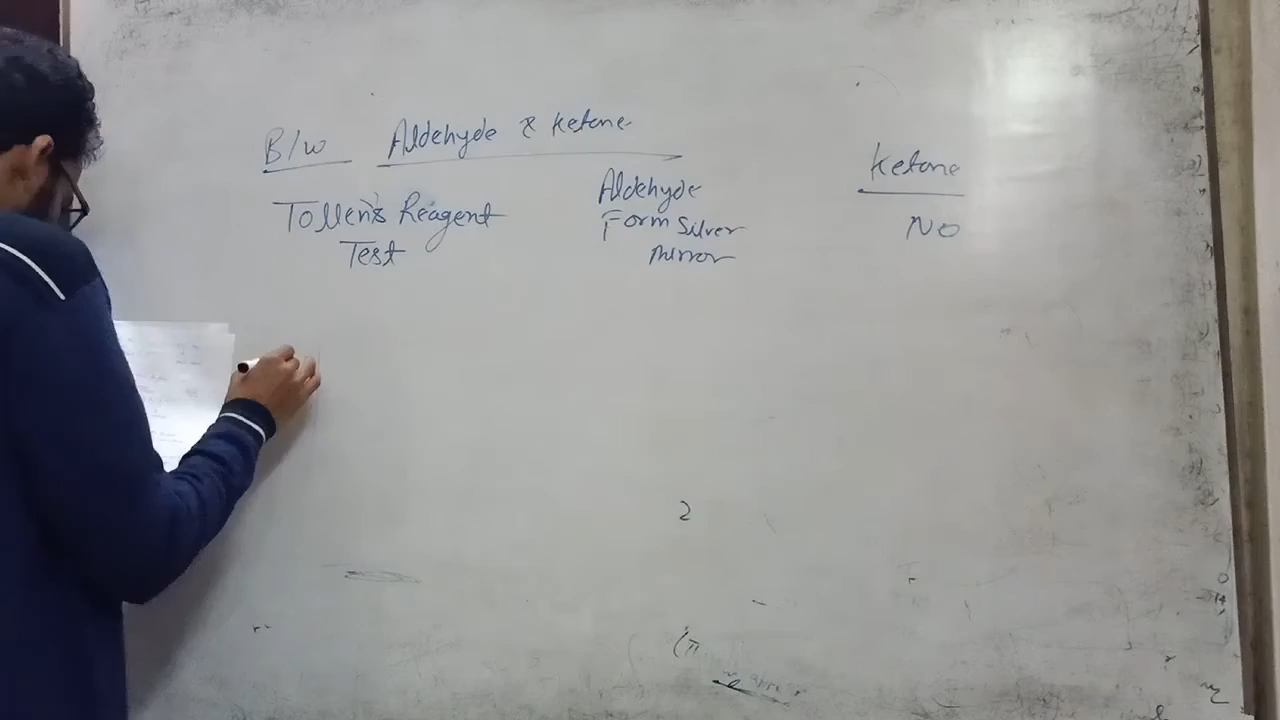 B/w Aldehyde & Ketone
Aldehyde
Ketone
Tollen's Reagent
Test
Form Silver
mirror
NO
2
(π